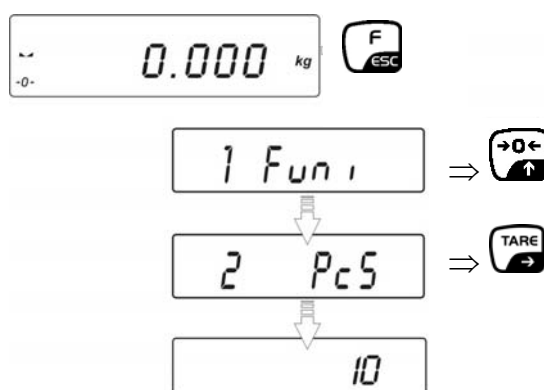 0.000 kg
-0-
F
ESC
1 Funi
⇒ →0←
↑
2 PcS
⇒ TARE
→
10